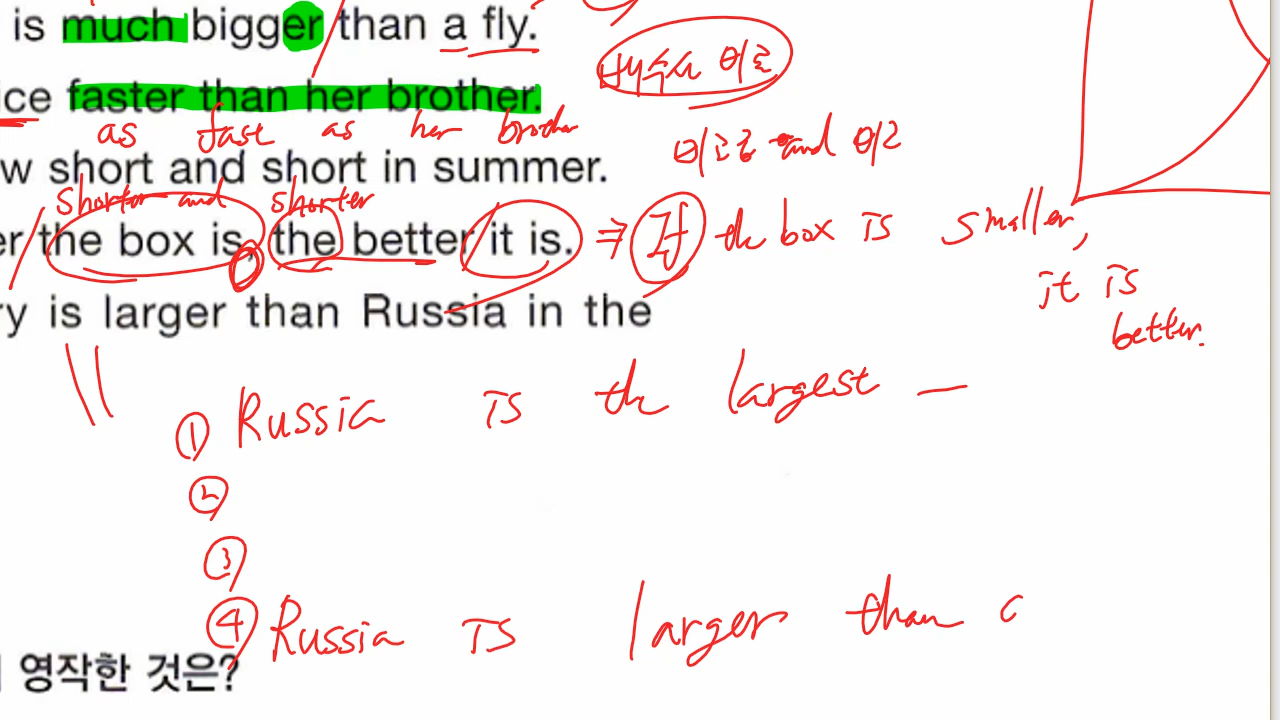 is much bigger than a fly.
배수사 비교
ice faster than her brother.
as fast as her brother
비교급 and 비교
w short and short in summer.
shorter and shorter
er the box is, the better it is. ⇒ If the box is smaller,
it is
better.
y is larger than Russia in the
① Russia is the largest —
②
③
④ Russia is larger than a
영작한 것은?